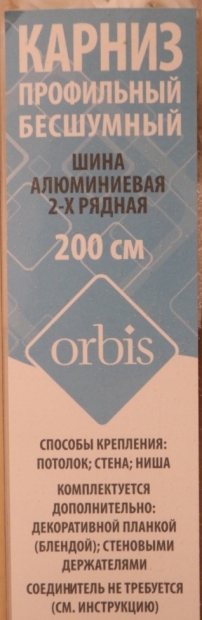 КАРНИЗ
ПРОФИЛЬНЫЙ
БЕСШУМНЫЙ
ШИНА
АЛЮМИНИЕВАЯ
2-Х РЯДНАЯ
200 см
orbis
СПОСОБЫ КРЕПЛЕНИЯ:
ПОТОЛОК; СТЕНА; НИША
КОМПЛЕКТУЕТСЯ
ДОПОЛНИТЕЛЬНО:
ДЕКОРАТИВНОЙ ПЛАНКОЙ
(БЛЕНДОЙ); СТЕНОВЫМИ
ДЕРЖАТЕЛЯМИ
СОЕДИНИТЕЛЬ НЕ ТРЕБУЕТСЯ
(СМ. ИНСТРУКЦИЮ)